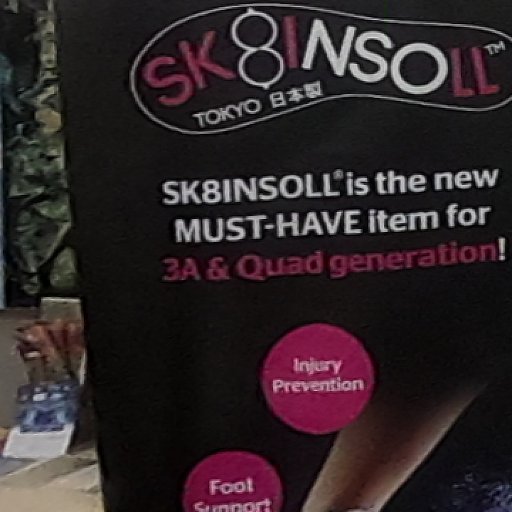 SK8INSOLL™
TOKYO 日本製
SK8INSOLL® is the new
MUST-HAVE item for
3A & Quad generation!
Injury
Prevention
Foot
Support